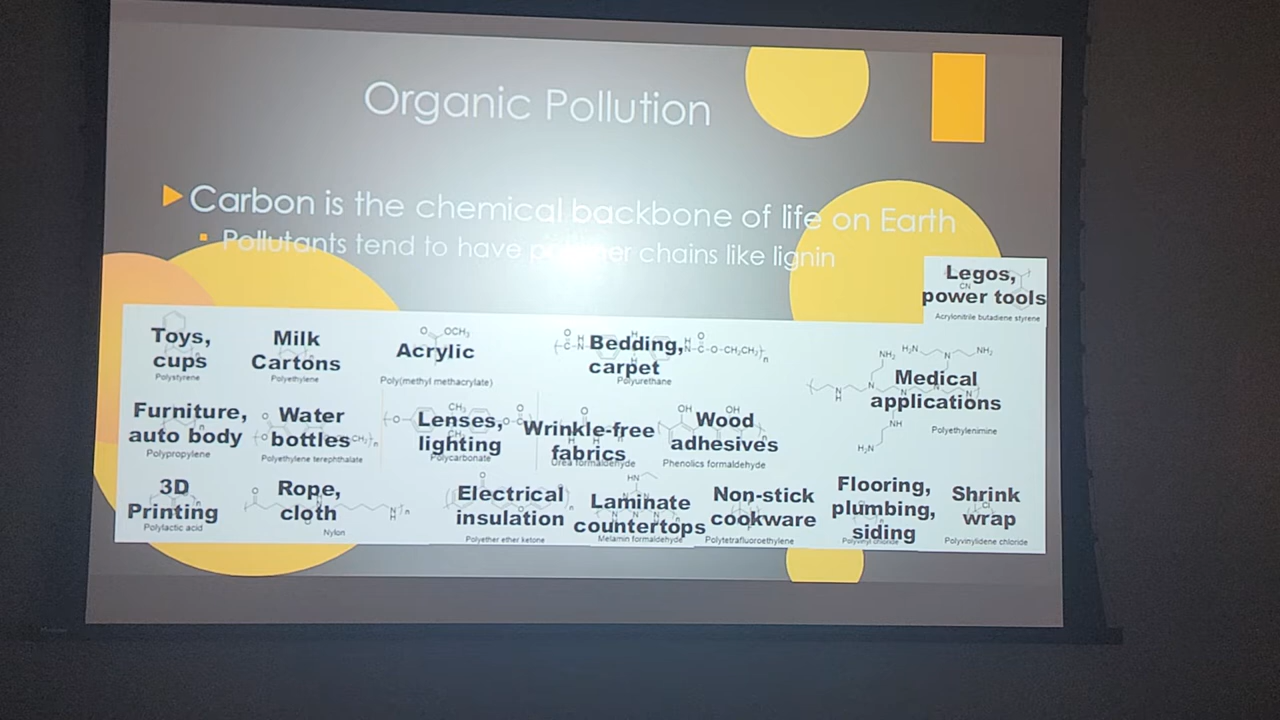 Organic Pollution
Carbon is the chemical backbone of life on Earth
Pollutants tend to have polymer chains like lignin
Legos,
power tools
Acrylonitrile butadiene styrene
Toys,
cups
Polystyrene
Milk
Cartons
Polyethylene
O OCH₃
Acrylic
Poly(methyl methacrylate)
Bedding,
carpet
Polyurethane
Medical
applications
Polyethylenimine
Furniture,
auto body
Polypropylene
Water
bottles
Polyethylene terephthalate
Lenses,
lighting
Polycarbonate
Wrinkle-free
fabrics
Urea formaldehyde
OH OH
Wood
adhesives
Phenolics formaldehyde
3D
Printing
Polylactic acid
Rope,
cloth
Nylon
Electrical
insulation
Polyether ether ketone
Laminate
countertops
Melamin formaldehyde
Non-stick
cookware
Polytetrafluoroethylene
Flooring,
plumbing,
siding
Polyvinyl chloride
Shrink
wrap
Polyvinylidene chloride